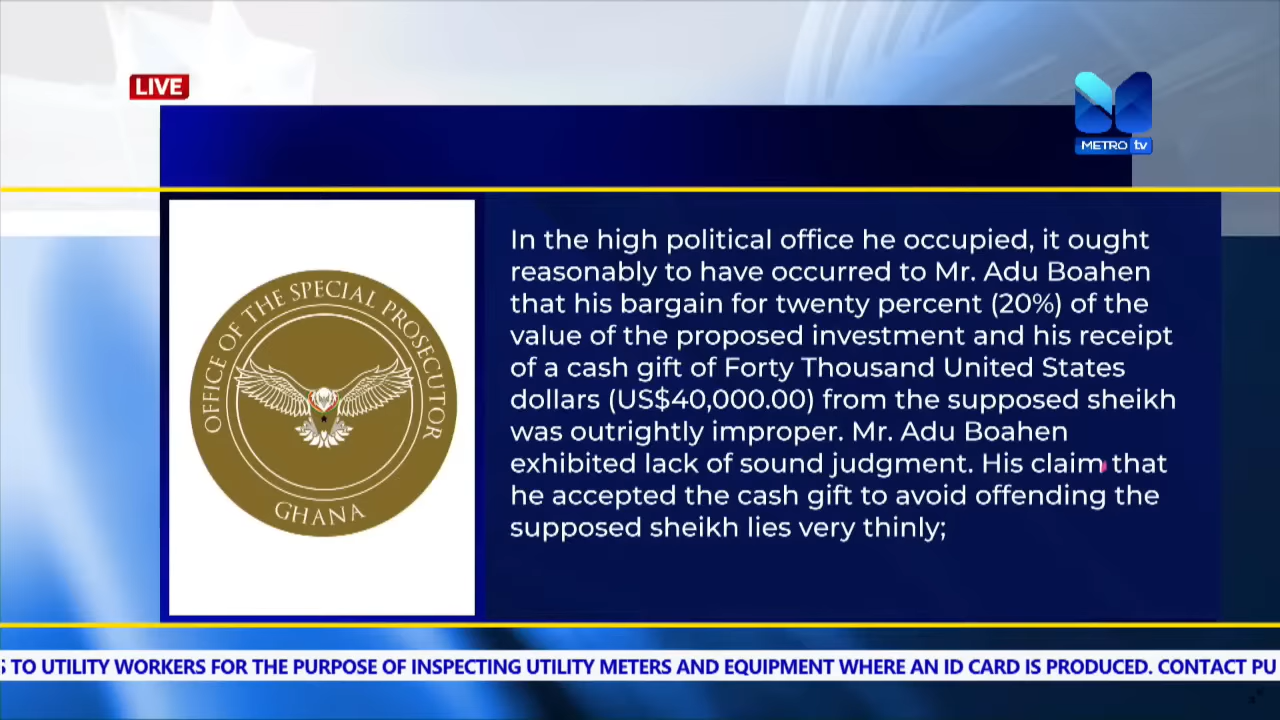 LIVE
METRO tv
OFFICE OF THE SPECIAL PROSECUTOR
GHANA
In the high political office he occupied, it ought
reasonably to have occurred to Mr. Adu Boahen
that his bargain for twenty percent (20%) of the
value of the proposed investment and his receipt
of a cash gift of Forty Thousand United States
dollars (US$40,000.00) from the supposed sheikh
was outrightly improper. Mr. Adu Boahen
exhibited lack of sound judgment. His claim that
he accepted the cash gift to avoid offending the
supposed sheikh lies very thinly;
TO UTILITY WORKERS FOR THE PURPOSE OF INSPECTING UTILITY METERS AND EQUIPMENT WHERE AN ID CARD IS PRODUCED. CONTACT PU